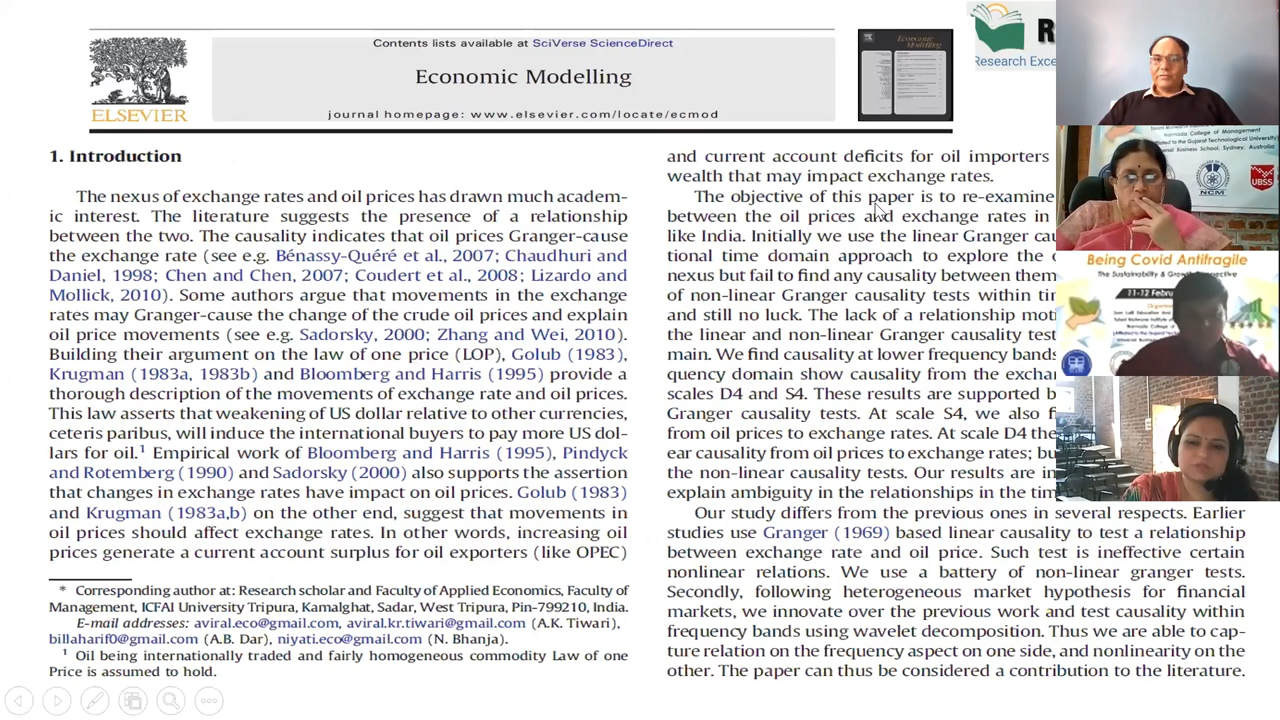 Contents lists available at SciVerse ScienceDirect
Economic Modelling
journal homepage: www.elsevier.com/locate/ecmod
ELSEVIER
Economic
Modelling
R
Research Exce
1. Introduction
The nexus of exchange rates and oil prices has drawn much academ-
ic interest. The literature suggests the presence of a relationship
between the two. The causality indicates that oil prices Granger-cause
the exchange rate (see e.g. Bénassy-Quéré et al., 2007; Chaudhuri and
Daniel, 1998; Chen and Chen, 2007; Coudert et al., 2008; Lizardo and
Mollick, 2010). Some authors argue that movements in the exchange
rates may Granger-cause the change of the crude oil prices and explain
oil price movements (see e.g. Sadorsky, 2000; Zhang and Wei, 2010).
Building their argument on the law of one price (LOP), Golub (1983),
Krugman (1983a, 1983b) and Bloomberg and Harris (1995) provide a
thorough description of the movements of exchange rate and oil prices.
This law asserts that weakening of US dollar relative to other currencies,
ceteris paribus, will induce the international buyers to pay more US dol-
lars for oil.¹ Empirical work of Bloomberg and Harris (1995), Pindyck
and Rotemberg (1990) and Sadorsky (2000) also supports the assertion
that changes in exchange rates have impact on oil prices. Golub (1983)
and Krugman (1983a,b) on the other end, suggest that movements in
oil prices should affect exchange rates. In other words, increasing oil
prices generate a current account surplus for oil exporters (like OPEC)
* Corresponding author at: Research scholar and Faculty of Applied Economics, Faculty of
Management, ICFAI University Tripura, Kamalghat, Sadar, West Tripura, Pin-799210, India.
E-mail addresses: aviral.eco@gmail.com, aviral.kr.tiwari@gmail.com (A.K. Tiwari),
billaharif0@gmail.com (A.B. Dar), niyati.eco@gmail.com (N. Bhanja).
¹ Oil being internationally traded and fairly homogeneous commodity Law of one
Price is assumed to hold.
and current account deficits for oil importers
wealth that may impact exchange rates.
The objective of this paper is to re-examine
between the oil prices and exchange rates in
like India. Initially we use the linear Granger cau
tional time domain approach to explore the
nexus but fail to find any causality between them
of non-linear Granger causality tests within tim
and still no luck. The lack of a relationship mot
the linear and non-linear Granger causality test
main. We find causality at lower frequency bands
quency domain show causality from the exchan
scales D4 and S4. These results are supported b
Granger causality tests. At scale S4, we also f
from oil prices to exchange rates. At scale D4 the
ear causality from oil prices to exchange rates; bu
the non-linear causality tests. Our results are in
explain ambiguity in the relationships in the tim
Our study differs from the previous ones in several respects. Earlier
studies use Granger (1969) based linear causality to test a relationship
between exchange rate and oil price. Such test is ineffective certain
nonlinear relations. We use a battery of non-linear granger tests.
Secondly, following heterogeneous market hypothesis for financial
markets, we innovate over the previous work and test causality within
frequency bands using wavelet decomposition. Thus we are able to cap-
ture relation on the frequency aspect on one side, and nonlinearity on the
other. The paper can thus be considered a contribution to the literature.
Narmada College of Management
NCM
UBSS
Being Covid Antifragile
The Sustainability & Growth
11-12 Febru